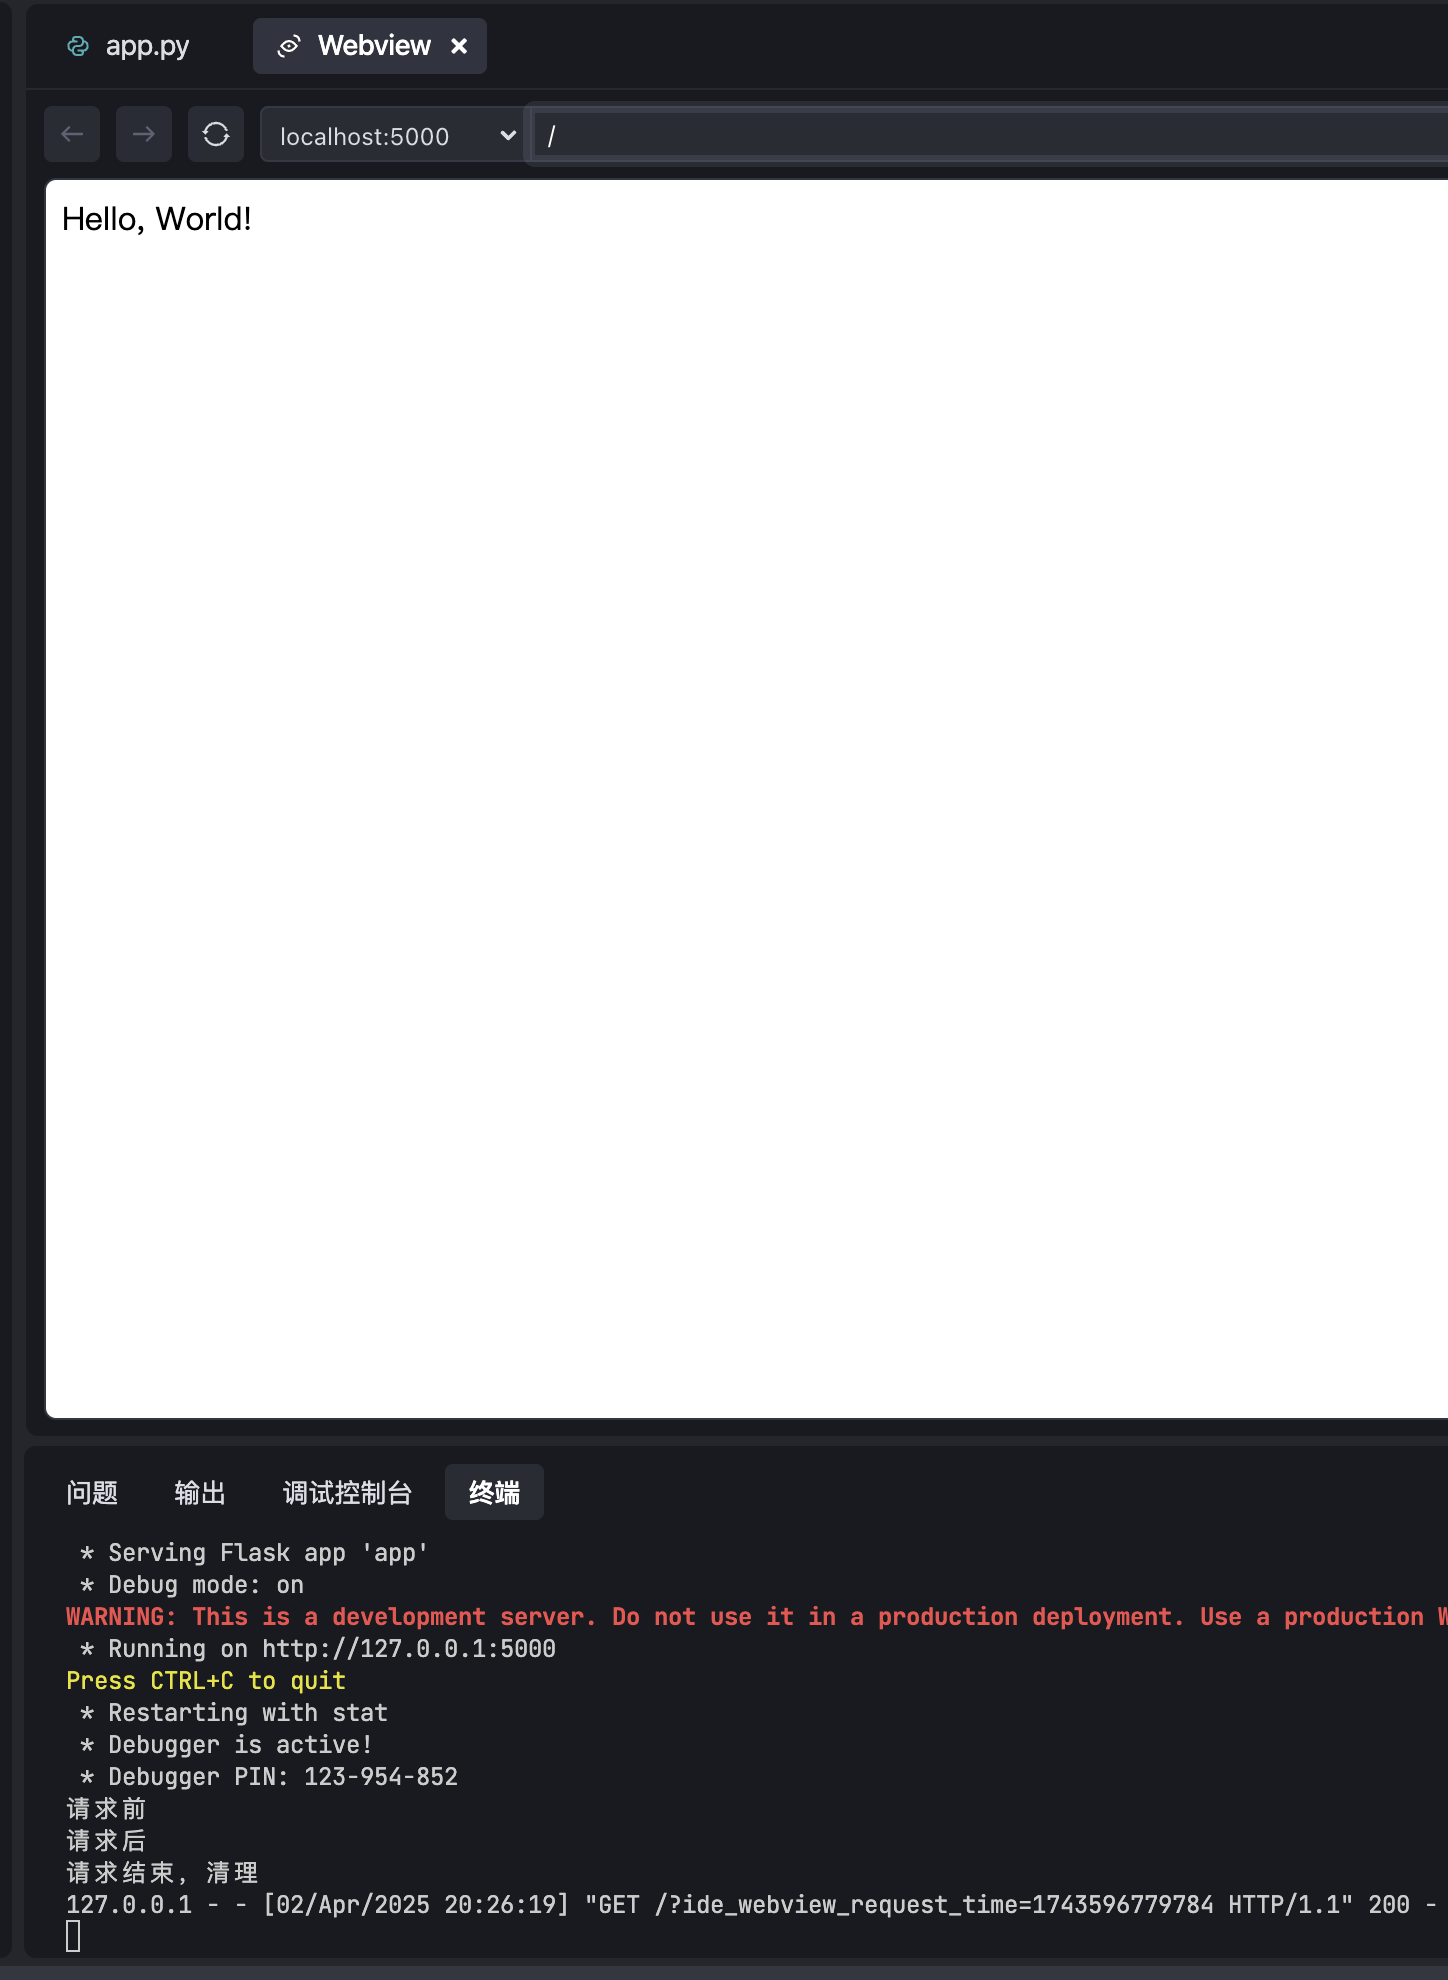 app.py
Webview
localhost:5000
/
Hello, World!
问题 输出 调试控制台 终端
* Serving Flask app 'app'
* Debug mode: on
WARNING: This is a development server. Do not use it in a production deployment. Use a production W
* Running on http://127.0.0.1:5000
Press CTRL+C to quit
* Restarting with stat
* Debugger is active!
* Debugger PIN: 123-954-852
请求前
请求后
请求结束, 清理
127.0.0.1 - - [02/Apr/2025 20:26:19] "GET /?ide_webview_request_time=1743596779784 HTTP/1.1" 200 -